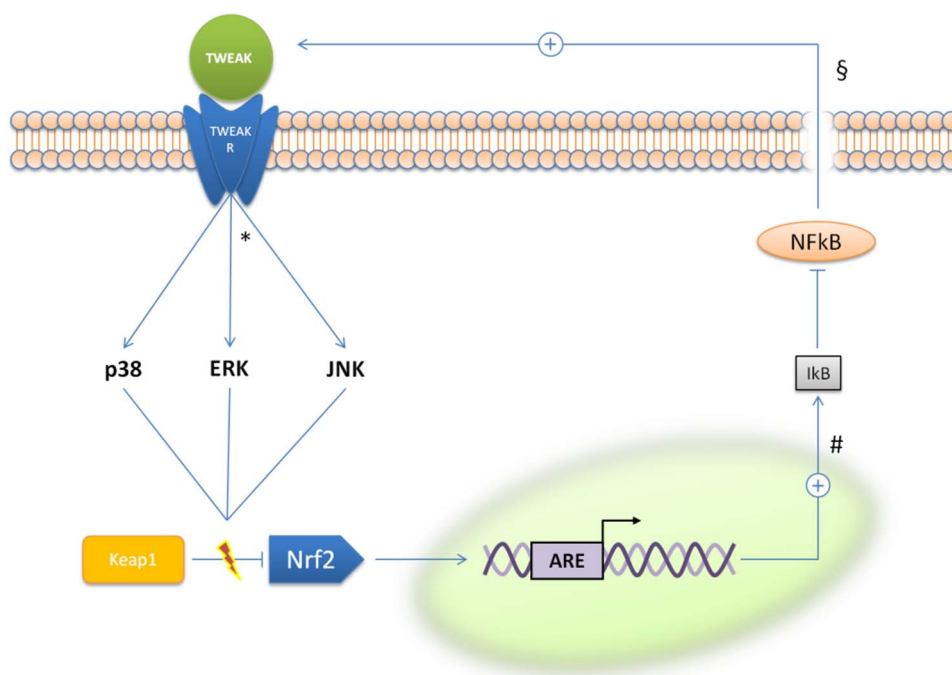 TWEAK
§
TWEAK
R
*
NFkB
p38
ERK
JNK
IkB
#
Keap1
Nrf2
ARE